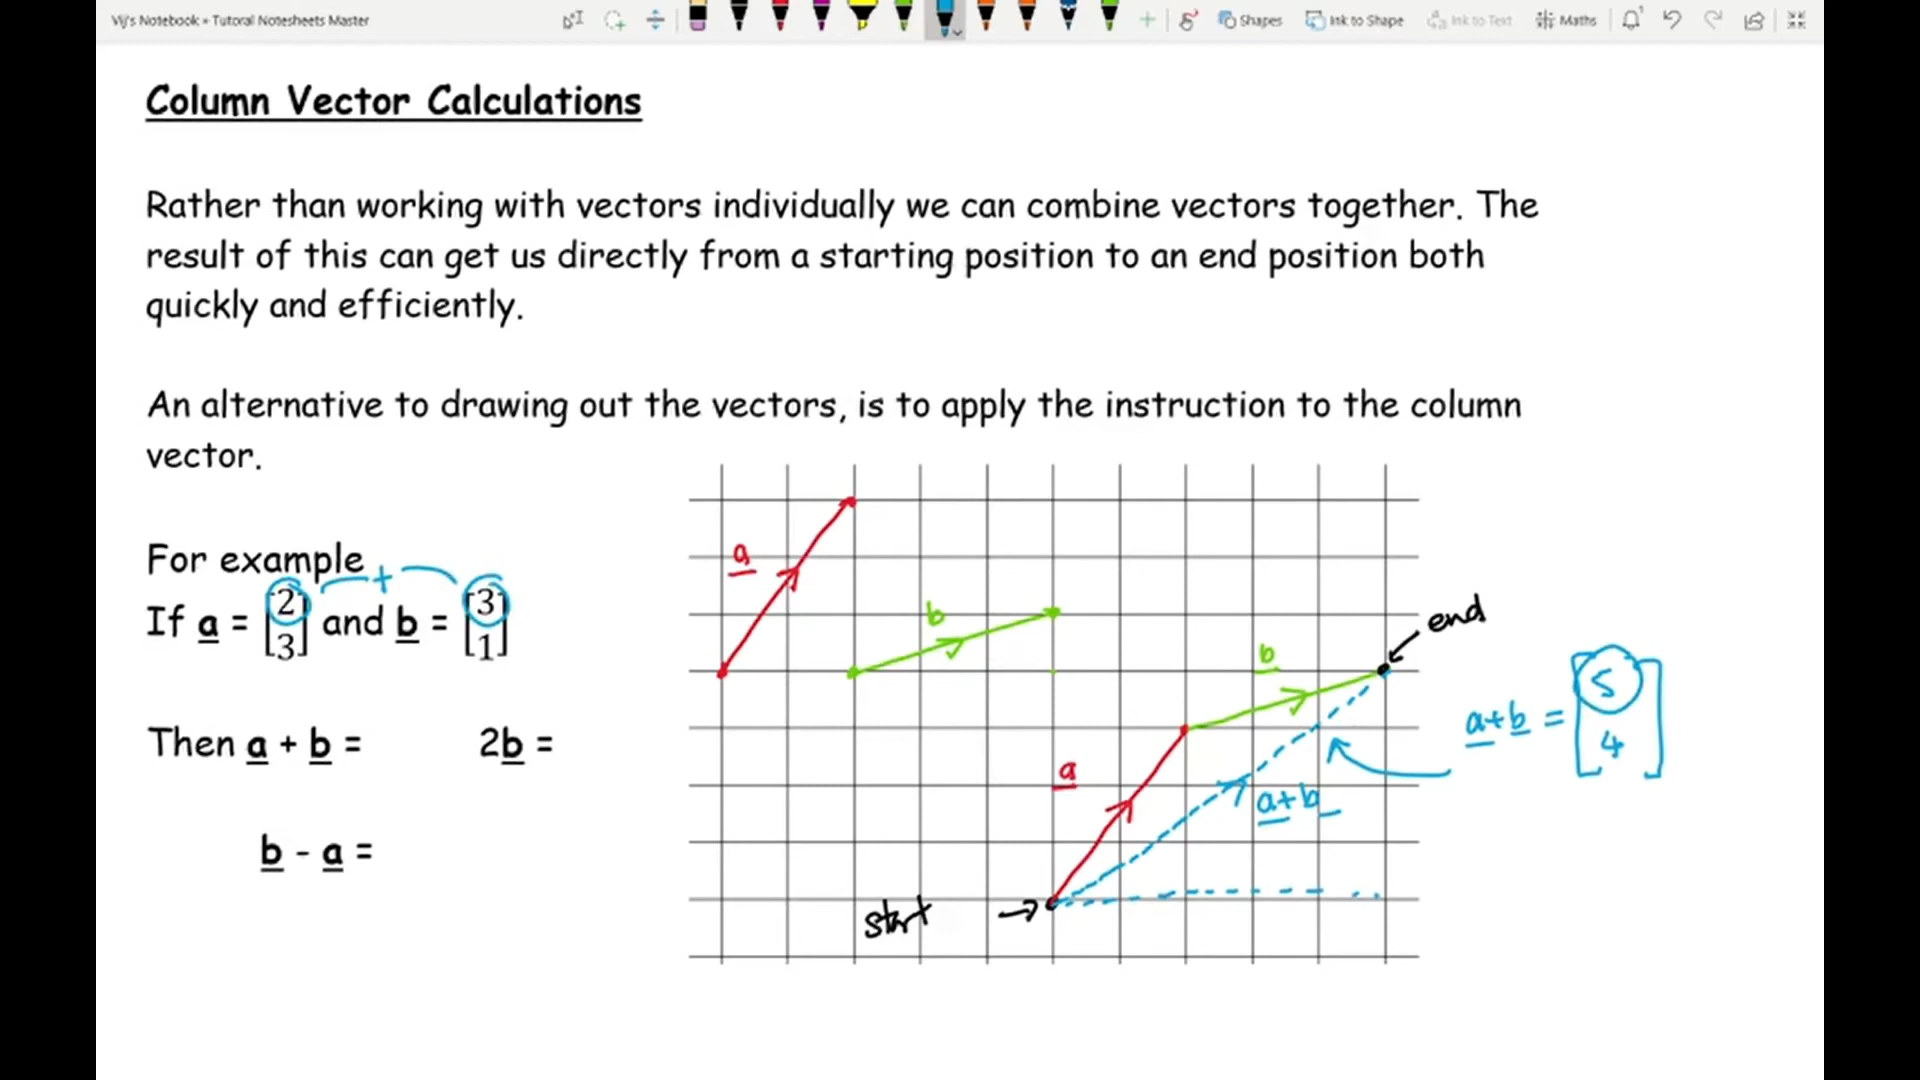 Vij's Notebook » Tutorial Notesheets Master
Shapes
Ink to Shape
Ink to Text
Maths
Column Vector Calculations
Rather than working with vectors individually we can combine vectors together. The
result of this can get us directly from a starting position to an end position both
quickly and efficiently.
An alternative to drawing out the vectors, is to apply the instruction to the column
vector.
For example
+
If a = [2 3] and b = [3 1]
Then a + b =
2b =
b - a =
a
b
a
b
a+b
start
end
a+b = [5 4]